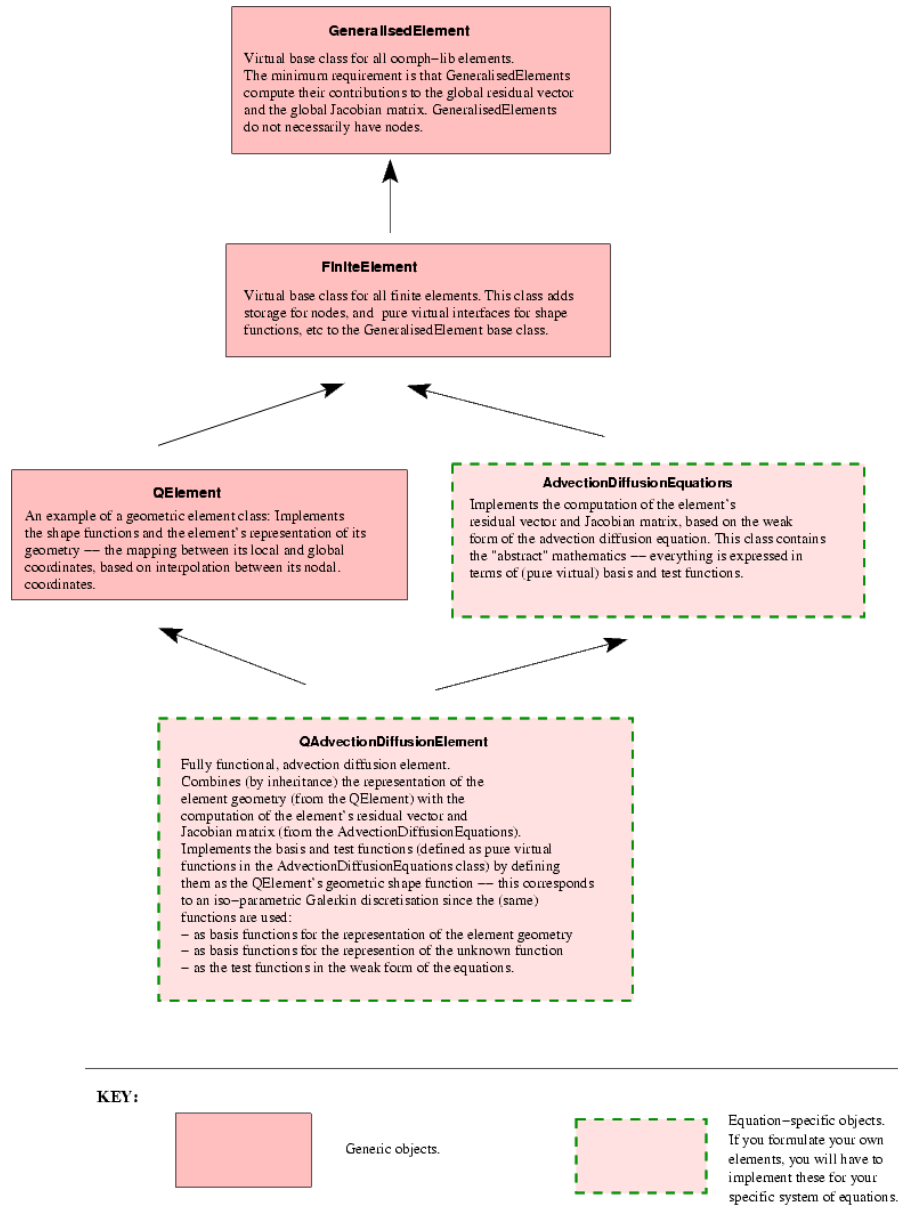 GeneralisedElement
Virtual base class for all oomph-lib elements.
The minimum requirement is that GeneralisedElements
compute their contributions to the global residual vector
and the global Jacobian matrix. GeneralisedElements
do not necessarily have nodes.
FiniteElement
Virtual base class for all finite elements. This class adds
storage for nodes, and pure virtual interfaces for shape
functions, etc to the GeneralisedElement base class.
QElement
An example of a geometric element class: Implements
the shape functions and the element's representation of its
geometry -- the mapping between its local and global
coordinates, based on interpolation between its nodal.
coordinates.
AdvectionDiffusionEquations
Implements the computation of the element's
residual vector and Jacobian matrix, based on the weak
form of the advection diffusion equation. This class contains
the "abstract" mathematics -- everything is expressed in
terms of (pure virtual) basis and test functions.
QAdvectionDiffusionElement
Fully functional, advection diffusion element.
Combines (by inheritance) the representation of the
element geometry (from the QElement) with the
computation of the element's residual vector and
Jacobian matrix (from the AdvectionDiffusionEquations).
Implements the basis and test functions (defined as pure virtual
functions in the AdvectionDiffusionEquations class) by defining
them as the QElement's geometric shape function -- this corresponds
to an iso-parametric Galerkin discretisation since the (same)
functions are used:
- as basis functions for the representation of the element geometry
- as basis functions for the represention of the unknown function
- as the test functions in the weak form of the equations.
KEY:
Generic objects.
Equation-specific objects.
If you formulate your own
elements, you will have to
implement these for your
specific system of equations.